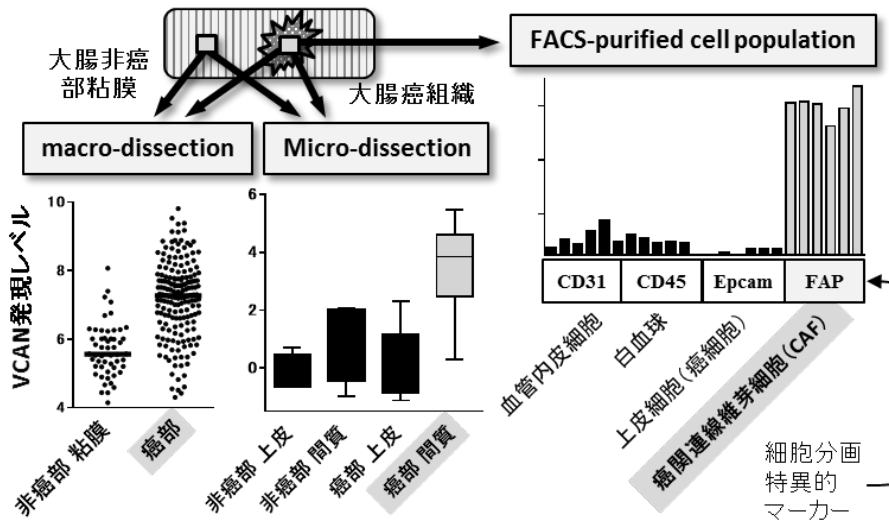 FACS-purified cell population
大腸非癌
部粘膜
大腸癌組織
macro-dissection
Micro-dissection
VCAN発現レベル
10
8
6
4
非癌部 粘膜
癌部
6
4
2
0
非癌部 上皮
非癌部 間質
癌部 上皮
癌部 間質
CD31
CD45
Epcam
FAP
血管内皮細胞
白血球
上皮細胞(癌細胞)
癌関連線維芽細胞(CAF)
細胞分画
特異的
マーカー